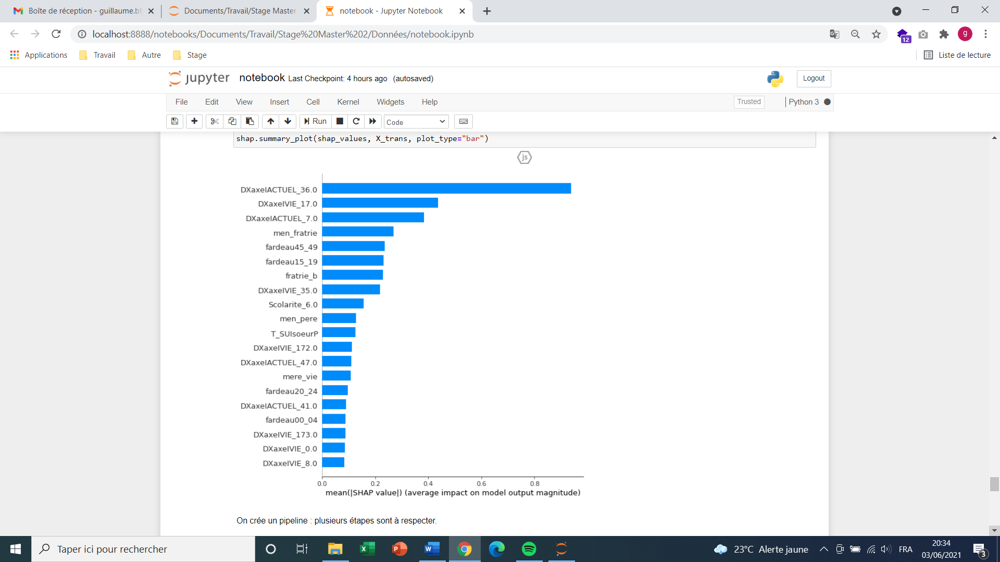 Boîte de réception - guillaume.bl
Documents/Travail/Stage Master
notebook - Jupyter Notebook
localhost:8888/notebooks/Documents/Travail/Stage%20Master%202/Données/notebook.ipynb
12
g
Applications
Travail
Autre
Stage
Liste de lecture
jupyter notebook Last Checkpoint: 4 hours ago (autosaved)
Logout
File Edit View Insert Cell Kernel Widgets Help
Trusted
Python 3
Run
Code
shap.summary_plot(shap_values, X_trans, plot_type="bar")
js
DXaxeIACTUEL_36.0
DXaxeIVIE_17.0
DXaxeIACTUEL_7.0
men_fratrie
fardeau45_49
fardeau15_19
fratrie_b
DXaxeIVIE_35.0
Scolarite_6.0
men_pere
T_SUIsoeurP
DXaxeIVIE_172.0
DXaxeIACTUEL_47.0
mere_vie
fardeau20_24
DXaxeIACTUEL_41.0
fardeau00_04
DXaxeIVIE_173.0
DXaxeIVIE_0.0
DXaxeIVIE_8.0
0.0 0.2 0.4 0.6 0.8
mean(|SHAP value|) (average impact on model output magnitude)
On crée un pipeline : plusieurs étapes sont à respecter.
Taper ici pour rechercher
23°C Alerte jaune
FRA
20:34
03/06/2021
3